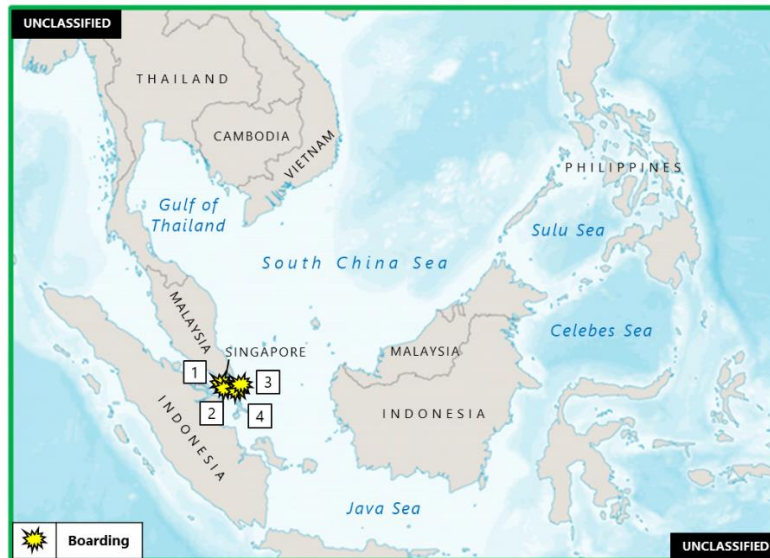 UNCLASSIFIED
THAILAND
CAMBODIA
VIETNAM
PHILIPPINES
Gulf of
Thailand
Sulu Sea
South China Sea
MALAYSIA
Celebes Sea
SINGAPORE
MALAYSIA
1
3
2
4
INDONESIA
INDONESIA
Java Sea
Boarding
UNCLASSIFIED